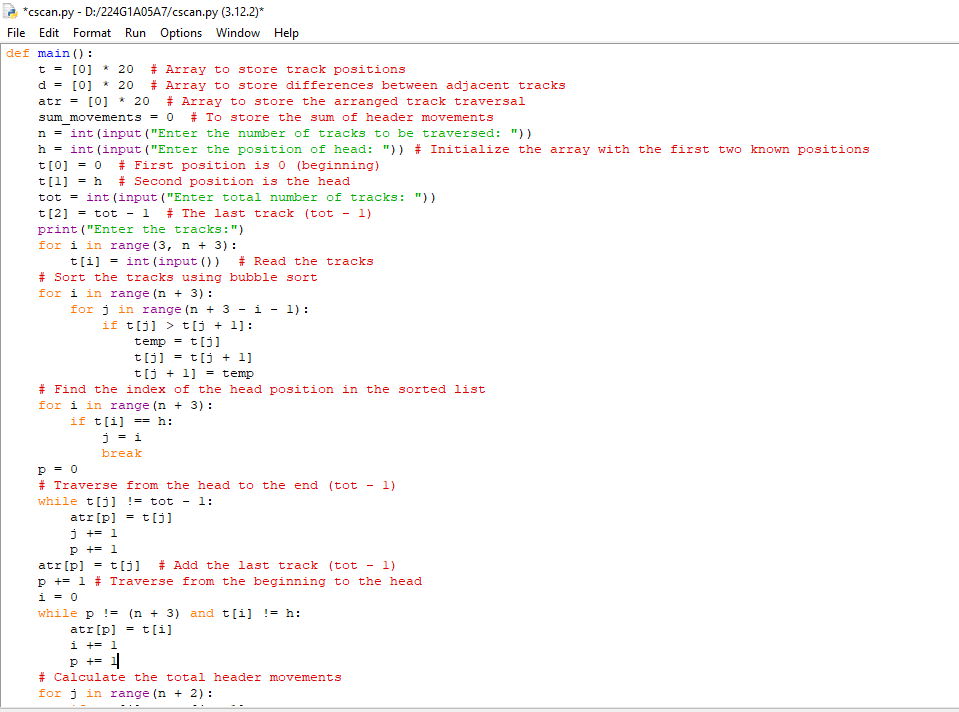 *cscan.py - D:/224G1A05A7/cscan.py (3.12.2)*
File Edit Format Run Options Window Help
def main():
    t = [0] * 20  # Array to store track positions
    d = [0] * 20  # Array to store differences between adjacent tracks
    atr = [0] * 20  # Array to store the arranged track traversal
    sum_movements = 0  # To store the sum of header movements
    n = int(input("Enter the number of tracks to be traversed: "))
    h = int(input("Enter the position of head: ")) # Initialize the array with the first two known positions
    t[0] = 0  # First position is 0 (beginning)
    t[1] = h  # Second position is the head
    tot = int(input("Enter total number of tracks: "))
    t[2] = tot - 1  # The last track (tot - 1)
    print("Enter the tracks:")
    for i in range(3, n + 3):
        t[i] = int(input())  # Read the tracks
    # Sort the tracks using bubble sort
    for i in range(n + 3):
        for j in range(n + 3 - i - 1):
            if t[j] > t[j + 1]:
                temp = t[j]
                t[j] = t[j + 1]
                t[j + 1] = temp
    # Find the index of the head position in the sorted list
    for i in range(n + 3):
        if t[i] == h:
            j = i
            break
    p = 0
    # Traverse from the head to the end (tot - 1)
    while t[j] != tot - 1:
        atr[p] = t[j]
        j += 1
        p += 1
    atr[p] = t[j]  # Add the last track (tot - 1)
    p += 1 # Traverse from the beginning to the head
    i = 0
    while p != (n + 3) and t[i] != h:
        atr[p] = t[i]
        i += 1
        p += 1
    # Calculate the total header movements
    for j in range(n + 2):